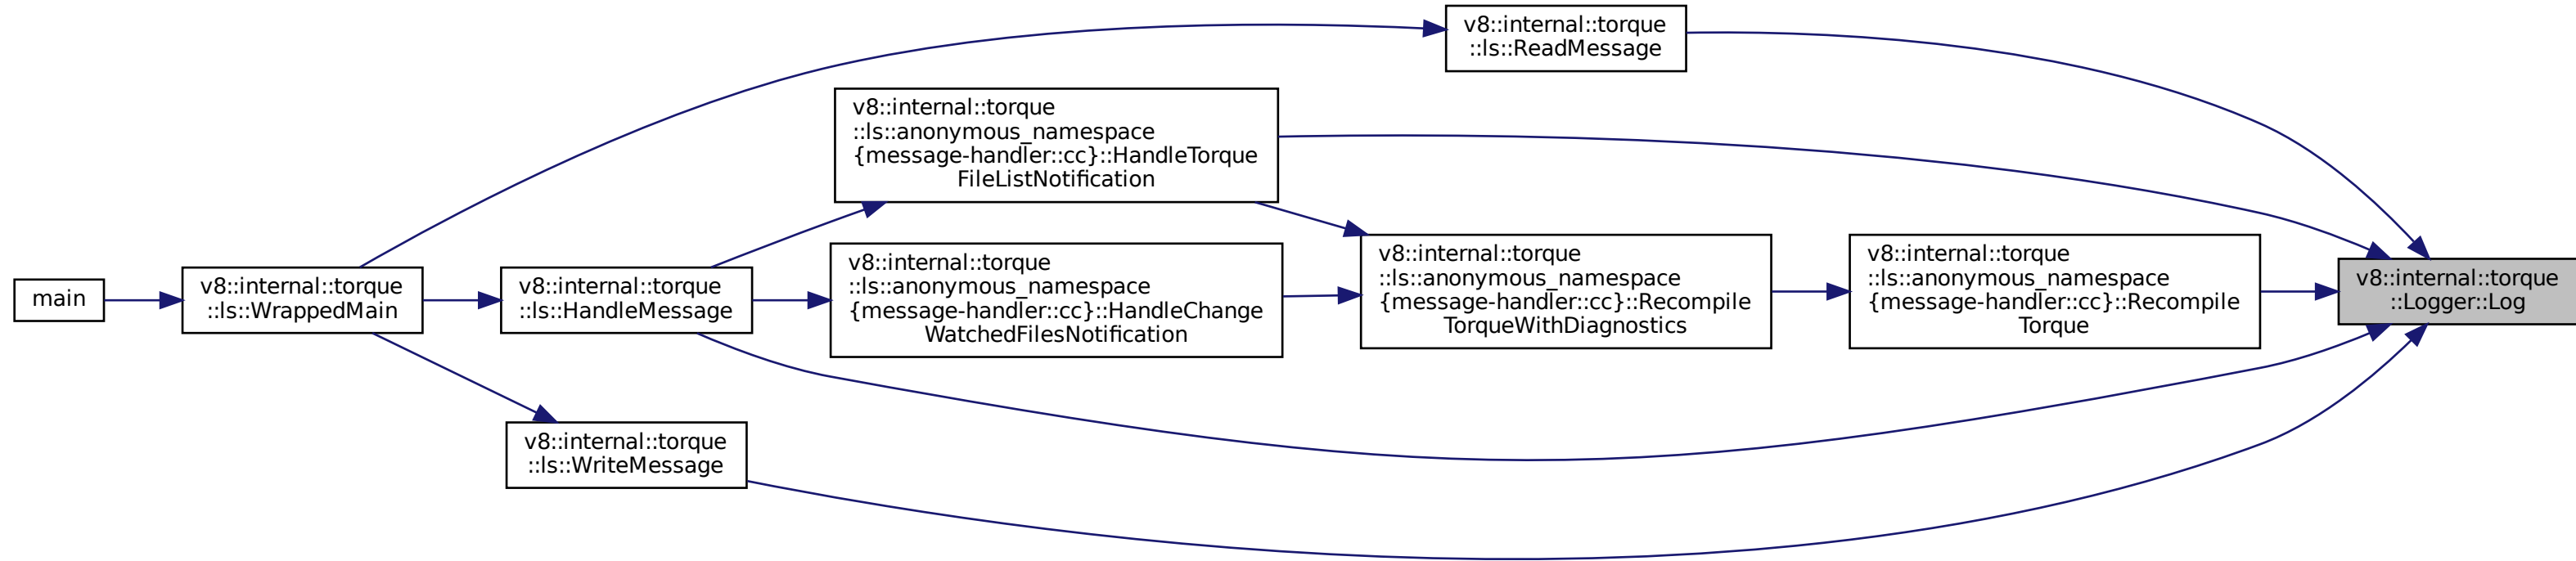 v8::internal::torque
::ls::ReadMessage
v8::internal::torque
::ls::anonymous_namespace
{message-handler::cc}::HandleTorque
FileListNotification
v8::internal::torque
::ls::anonymous_namespace
{message-handler::cc}::HandleChange
WatchedFilesNotification
v8::internal::torque
::ls::anonymous_namespace
{message-handler::cc}::Recompile
TorqueWithDiagnostics
v8::internal::torque
::ls::anonymous_namespace
{message-handler::cc}::Recompile
Torque
v8::internal::torque
::Logger::Log
main
v8::internal::torque
::ls::WrappedMain
v8::internal::torque
::ls::HandleMessage
v8::internal::torque
::ls::WriteMessage